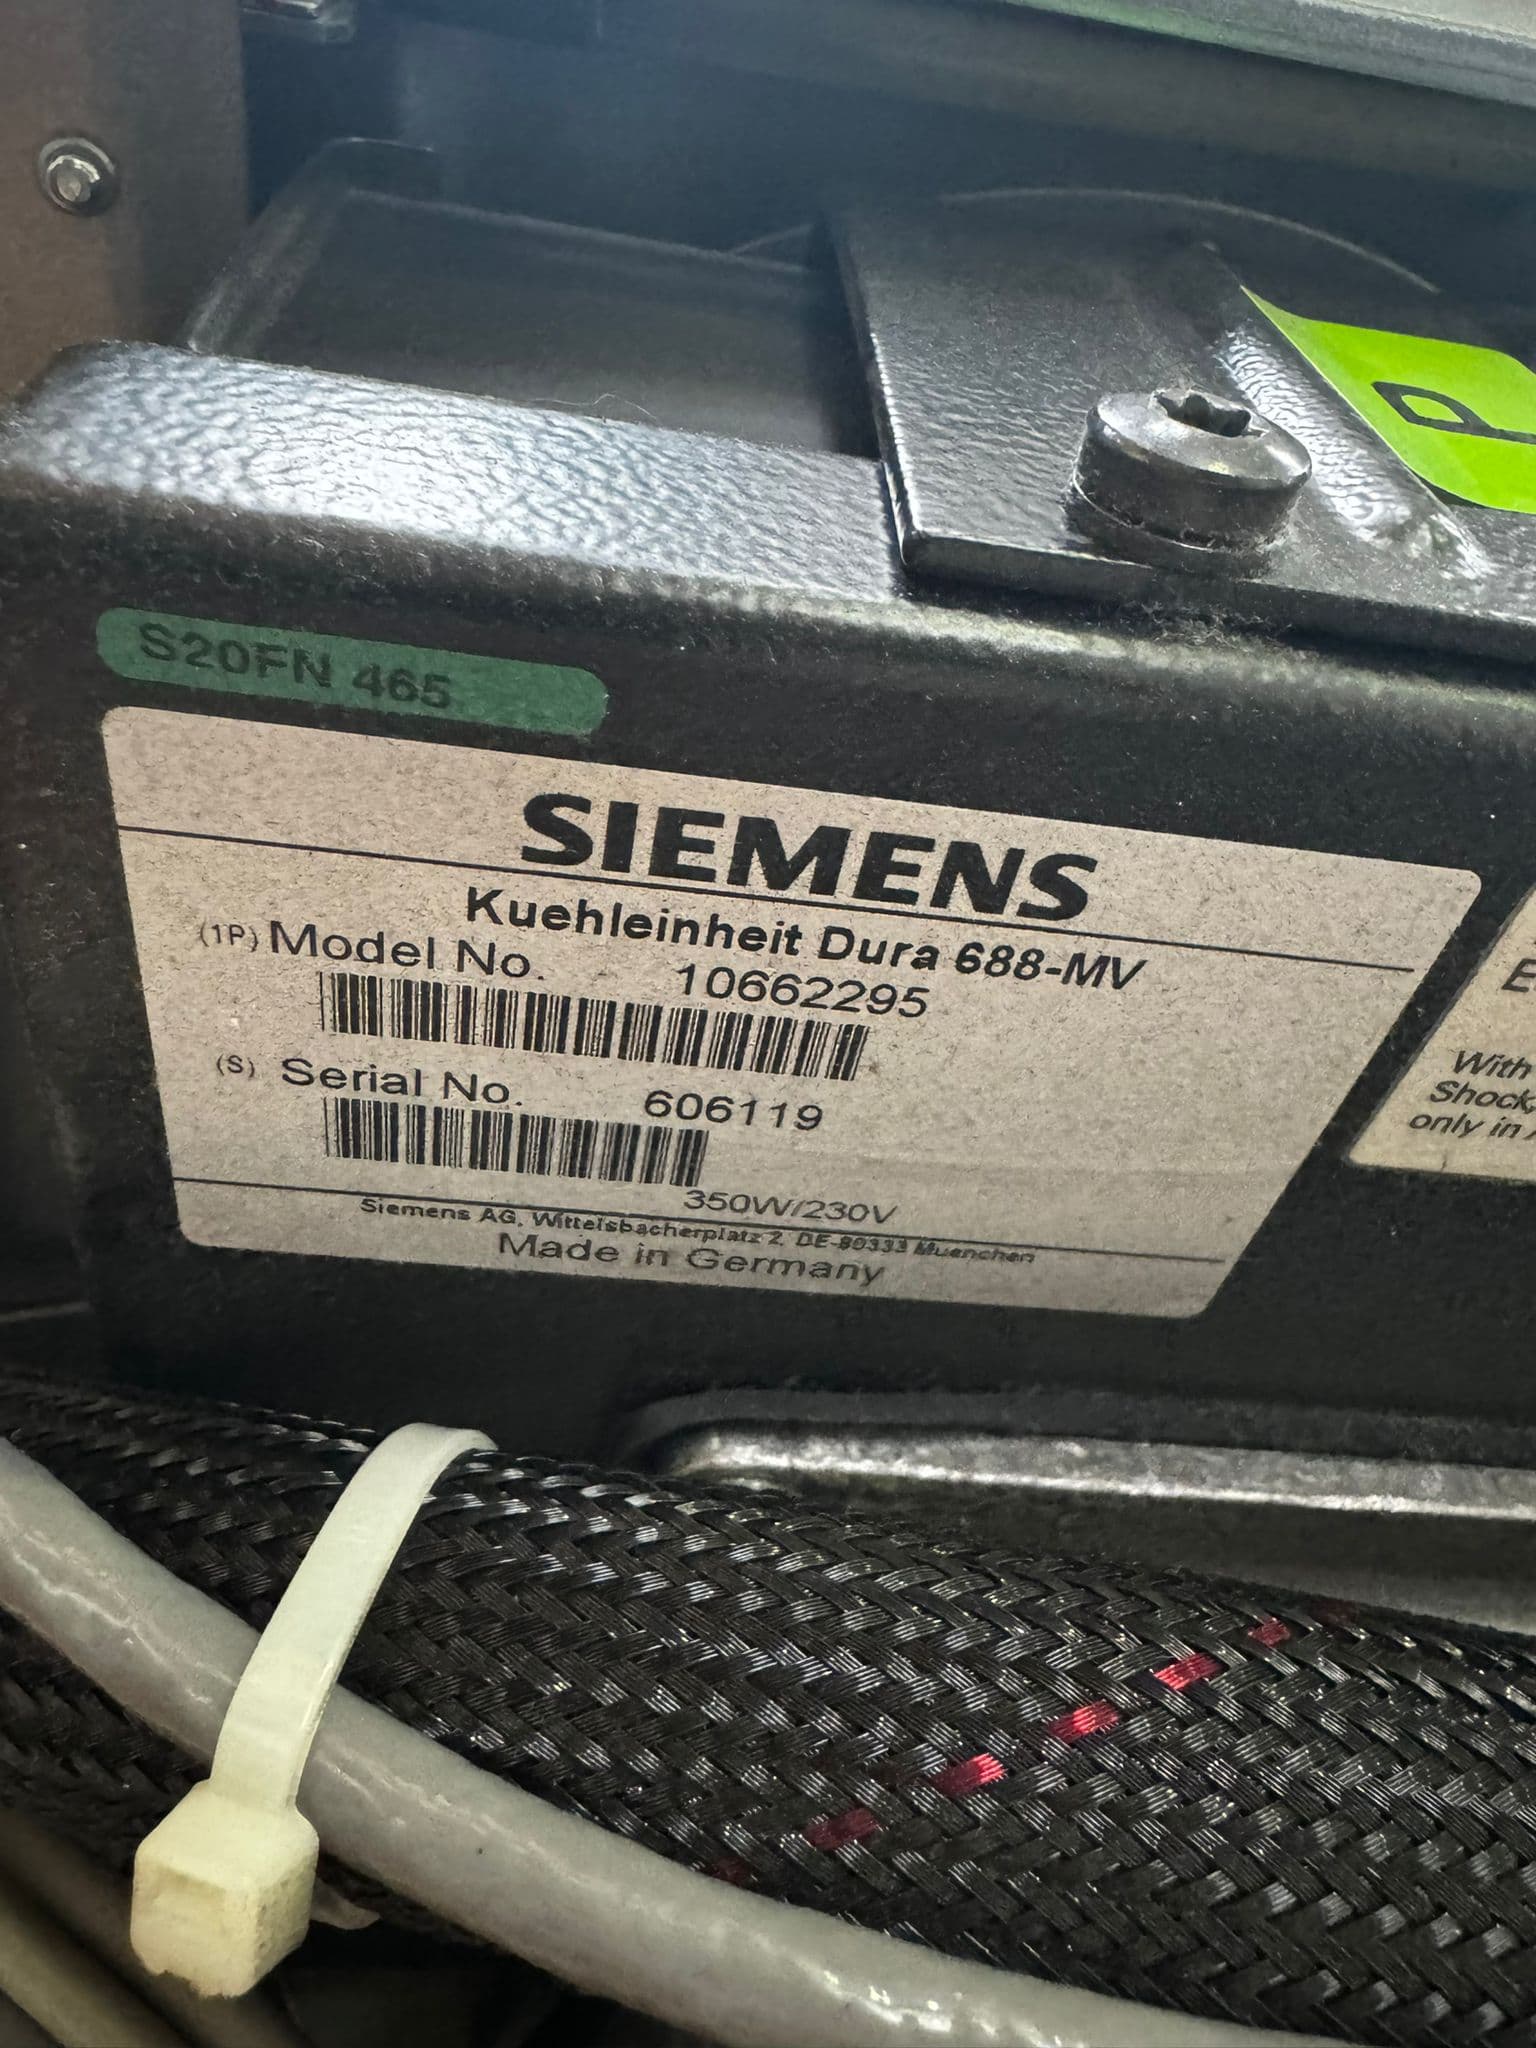 S20FN 465
SIEMENS
Kuehleinheit Dura 688-MV
(1P) Model No. 10662295
(S) Serial No. 606119
350W/230V
Siemens AG, Wittelsbacherplatz 2, DE-80333 Muenchen
Made in Germany
With
Shock,
only in